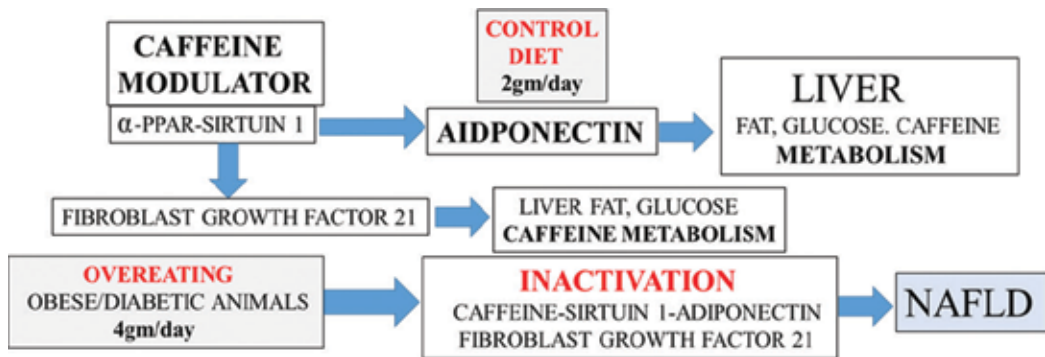 CAFFEINE
MODULATOR
α-PPAR-SIRTUIN 1
CONTROL
DIET
2gm/day
AIDPONECTIN
LIVER
FAT, GLUCOSE. CAFFEINE
METABOLISM
FIBROBLAST GROWTH FACTOR 21
LIVER FAT, GLUCOSE
CAFFEINE METABOLISM
OVEREATING
OBESE/DIABETIC ANIMALS
4gm/day
INACTIVATION
CAFFEINE-SIRTUIN 1-ADIPONECTIN
FIBROBLAST GROWTH FACTOR 21
NAFLD